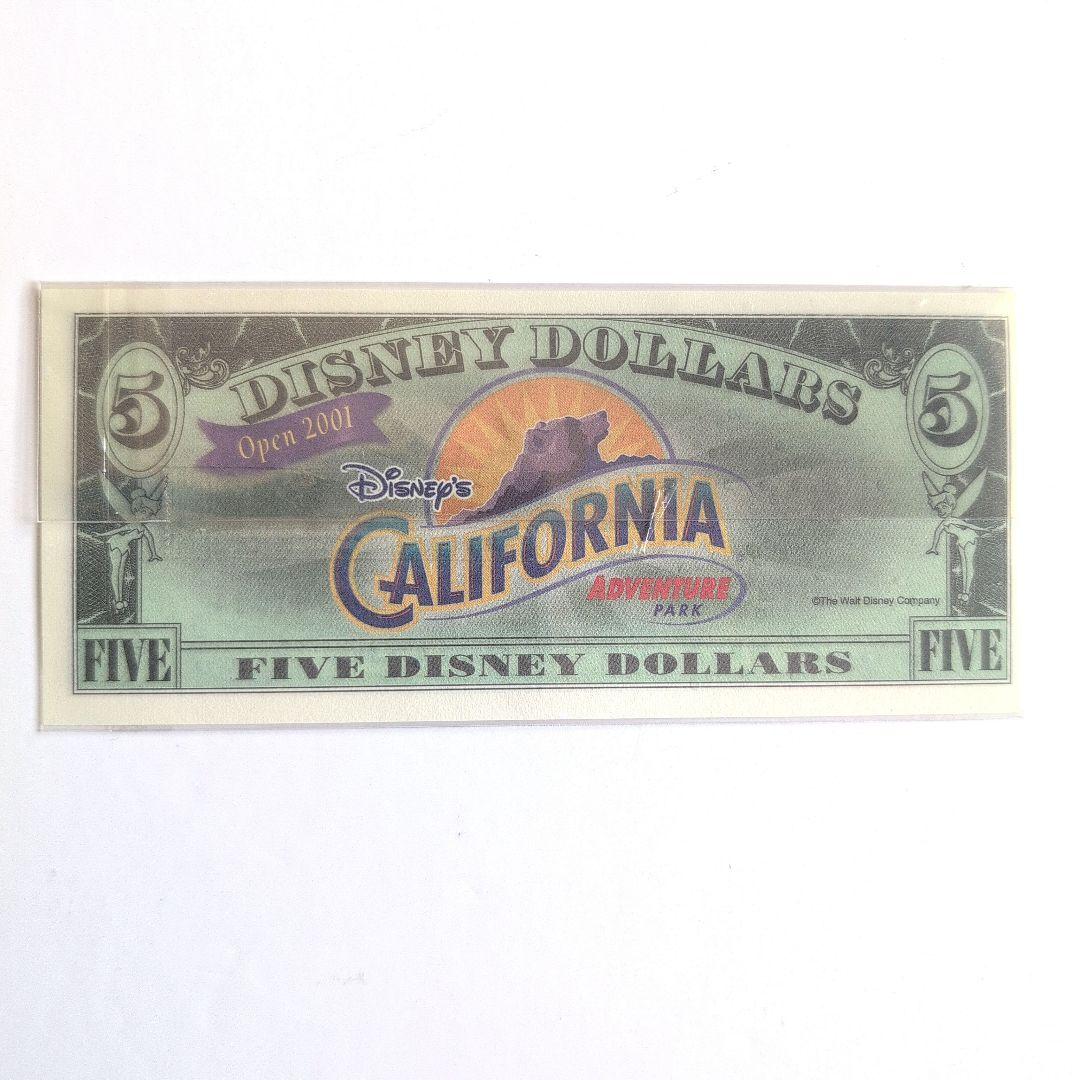 DISNEY DOLLARS
5
5
Open 2001
Disney's
CALIFORNIA
ADVENTURE
PARK
©The Walt Disney Company
FIVE
FIVE DISNEY DOLLARS
FIVE